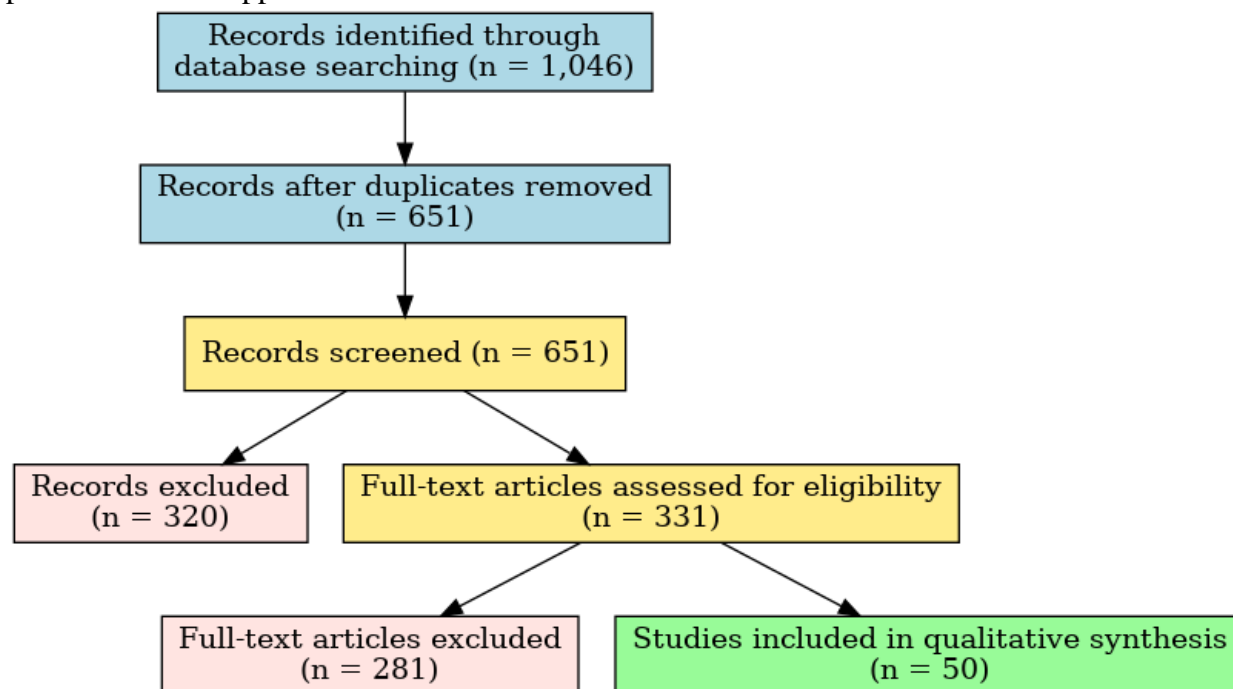 Records identified through
database searching (n = 1,046)
Records after duplicates removed
(n = 651)
Records screened (n = 651)
Records excluded
(n = 320)
Full-text articles assessed for eligibility
(n = 331)
Full-text articles excluded
(n = 281)
Studies included in qualitative synthesis
(n = 50)